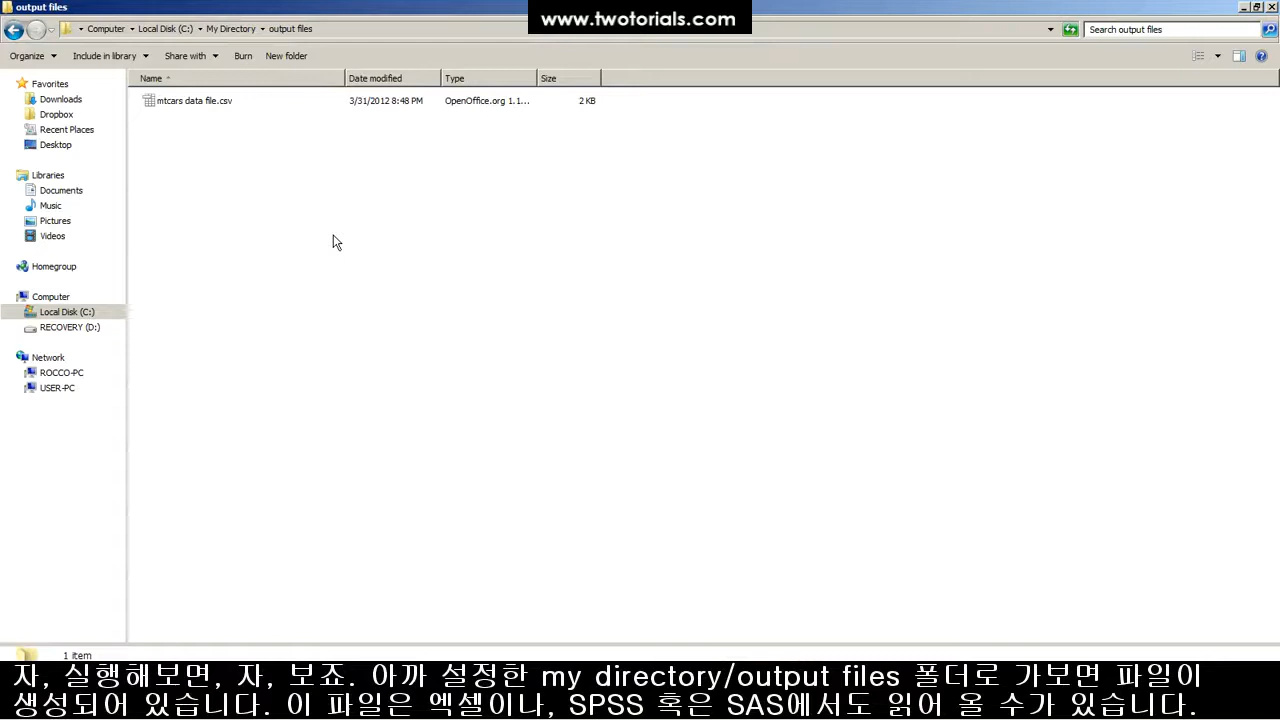 output files
www.twotorials.com
Computer Local Disk (C:) My Directory output files
Search output files
Organize Include in library Share with Burn New folder
Name Date modified Type Size
mtcars data file.csv 3/31/2012 8:48 PM OpenOffice.org 1.1... 2 KB
Favorites
Downloads
Dropbox
Recent Places
Desktop
Libraries
Documents
Music
Pictures
Videos
Homegroup
Computer
Local Disk (C:)
RECOVERY (D:)
Network
ROCCO-PC
USER-PC
1 item
자, 실행해보면, 자, 보죠. 아까 설정한 my directory/output files 폴더로 가보면 파일이
생성되어 있습니다. 이 파일은 엑셀이나, SPSS 혹은 SAS에서도 읽어 올 수가 있습니다.